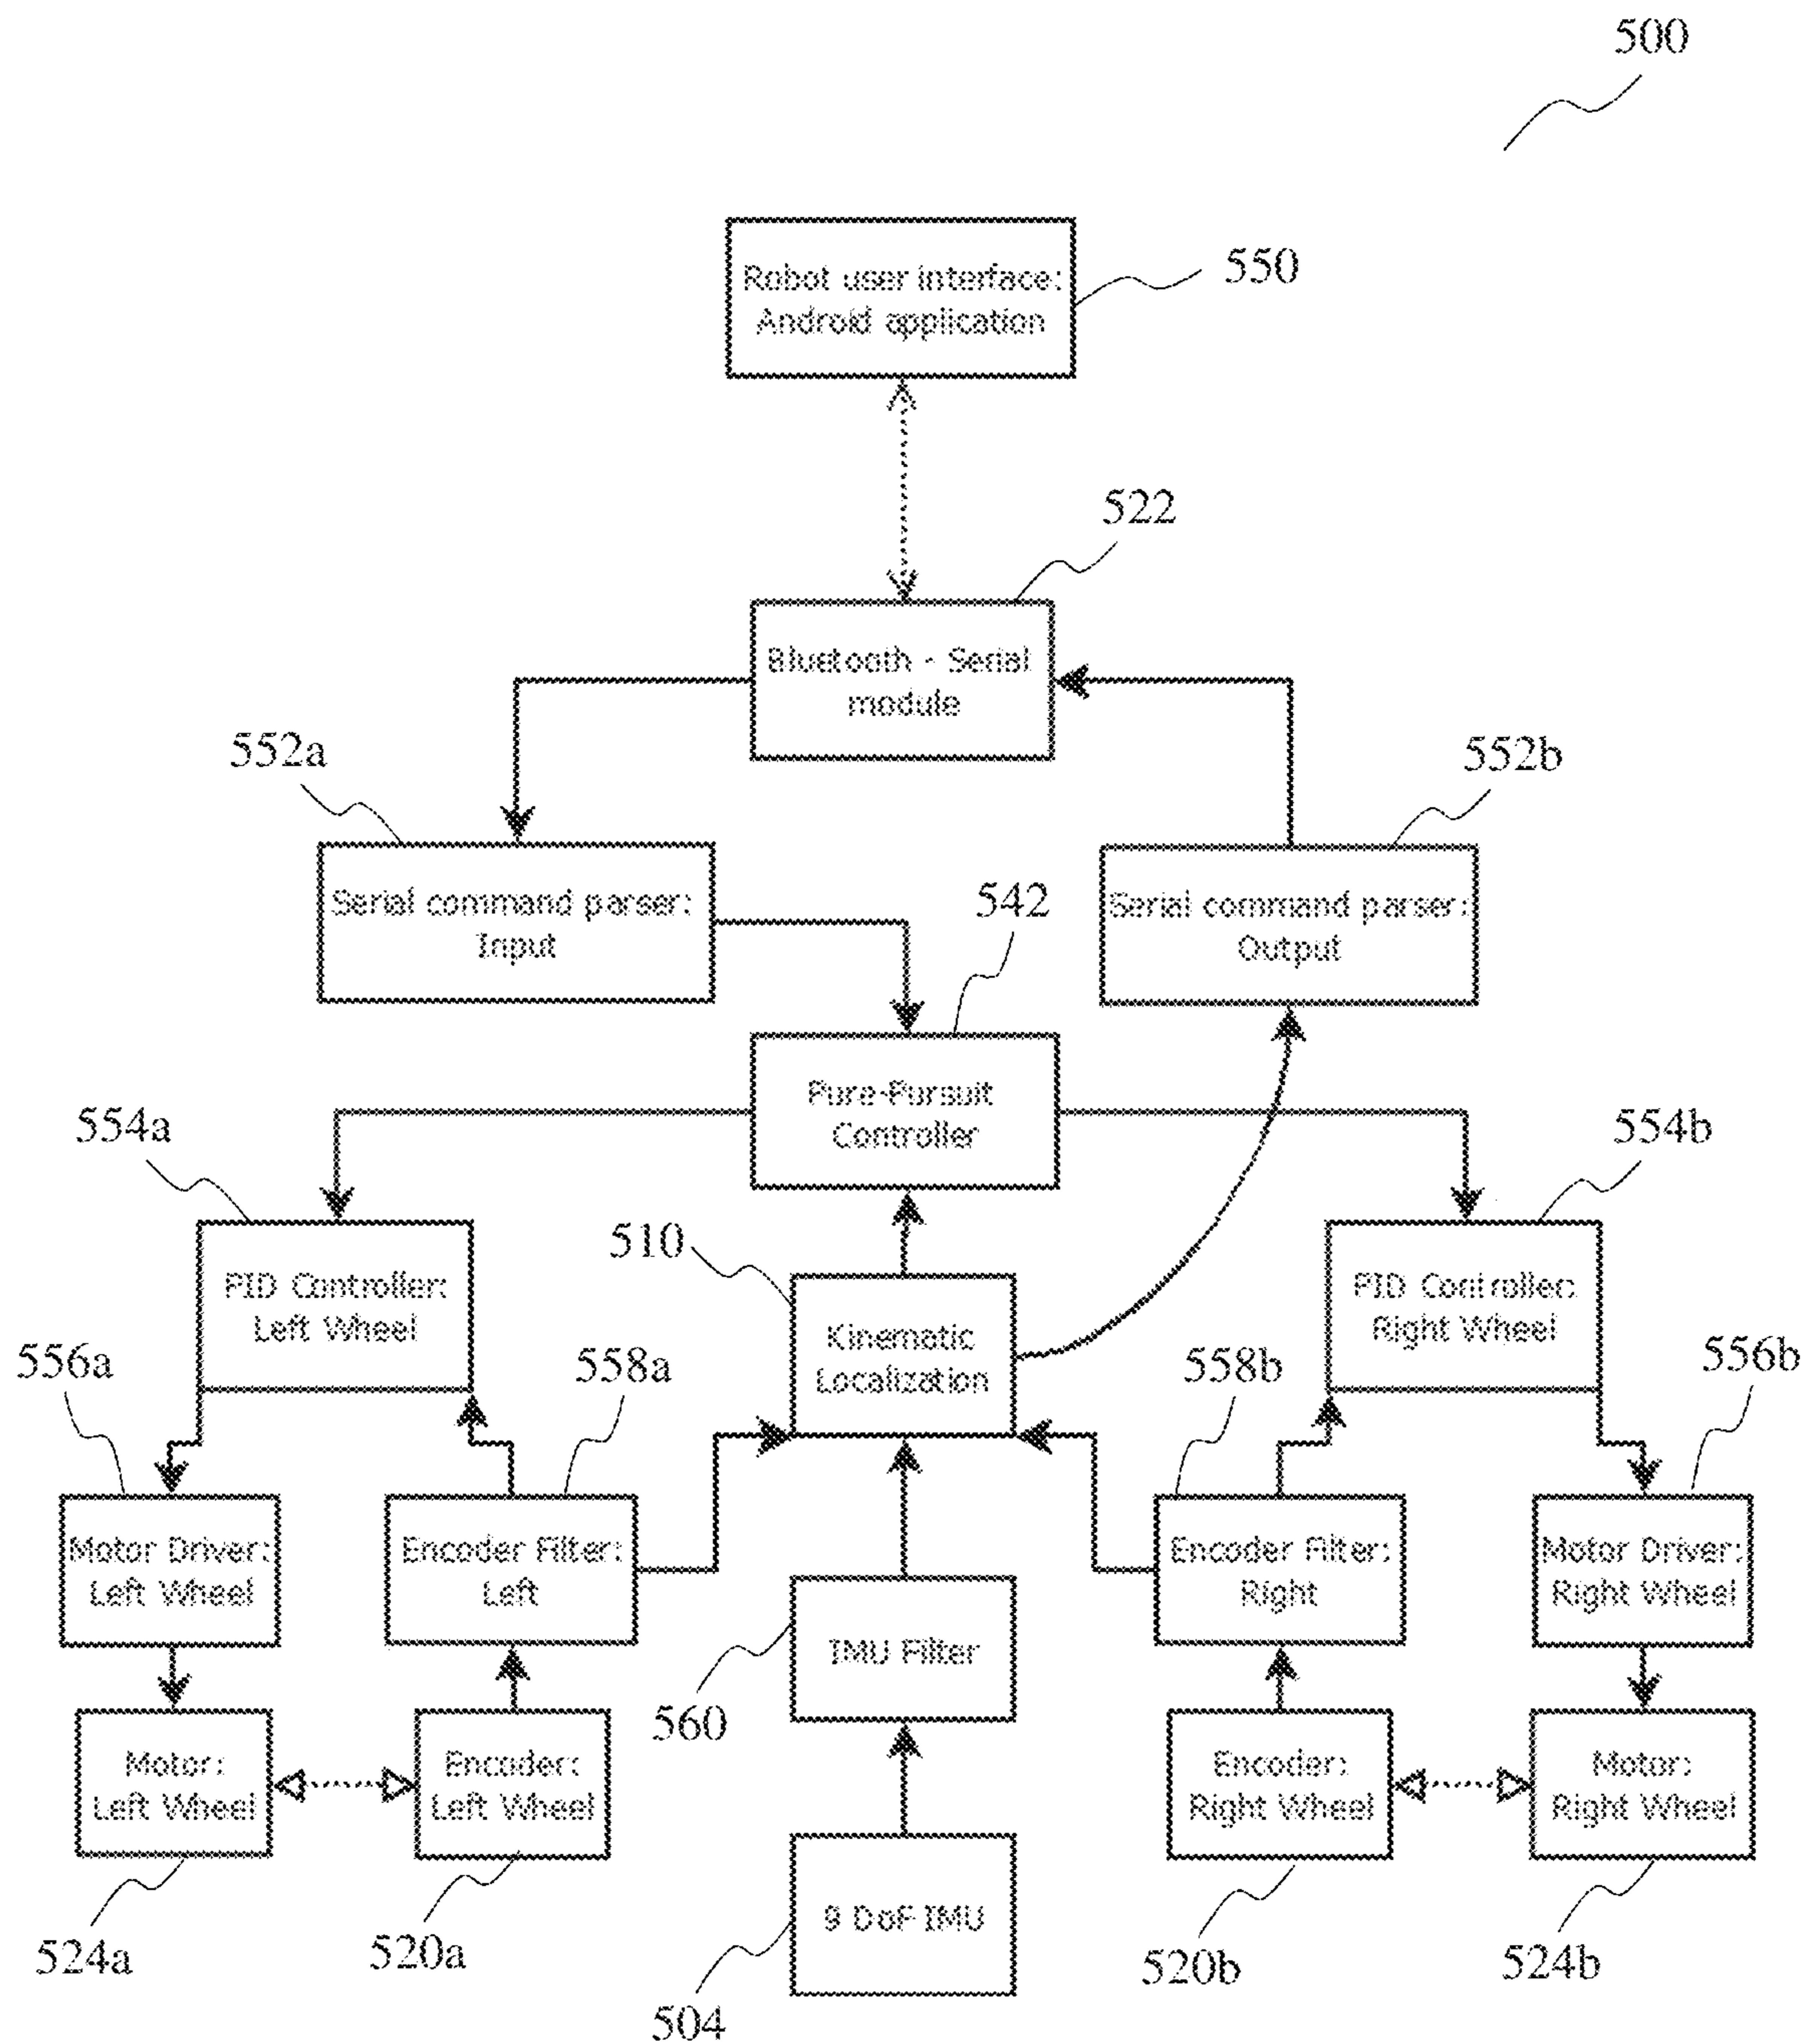 500
Robot user interface:
Android application
550
522
Bluetooth - Serial
module
552a
552b
Serial command parser:
Input
542
Serial command parser:
Output
Pure-Pursuit
Controller
554a
554b
510
PID Controller:
Left Wheel
Kinematic
Localization
PID Controller:
Right Wheel
556a
558a
558b
556b
Motor Driver:
Left Wheel
Encoder Filter:
Left
Encoder Filter:
Right
Motor Driver:
Right Wheel
IMU Filter
560
Motor:
Left Wheel
Encoder:
Left Wheel
Encoder:
Right Wheel
Motor:
Right Wheel
9 DoF IMU
524a
520a
520b
524b
504